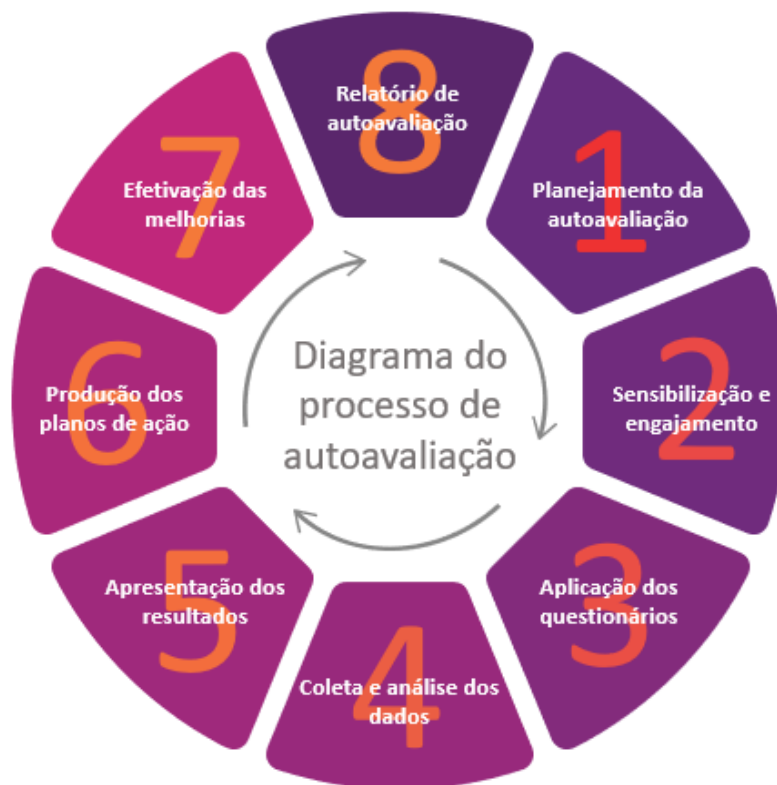 8
Relatório de
autoavaliação
1
Planejamento da
autoavaliação
2
Sensibilização e
engajamento
3
Aplicação dos
questionários
4
Coleta e análise dos
dados
5
Apresentação dos
resultados
6
Produção dos
planos de ação
7
Efetivação das
melhorias
Diagrama do
processo de
autoavaliação